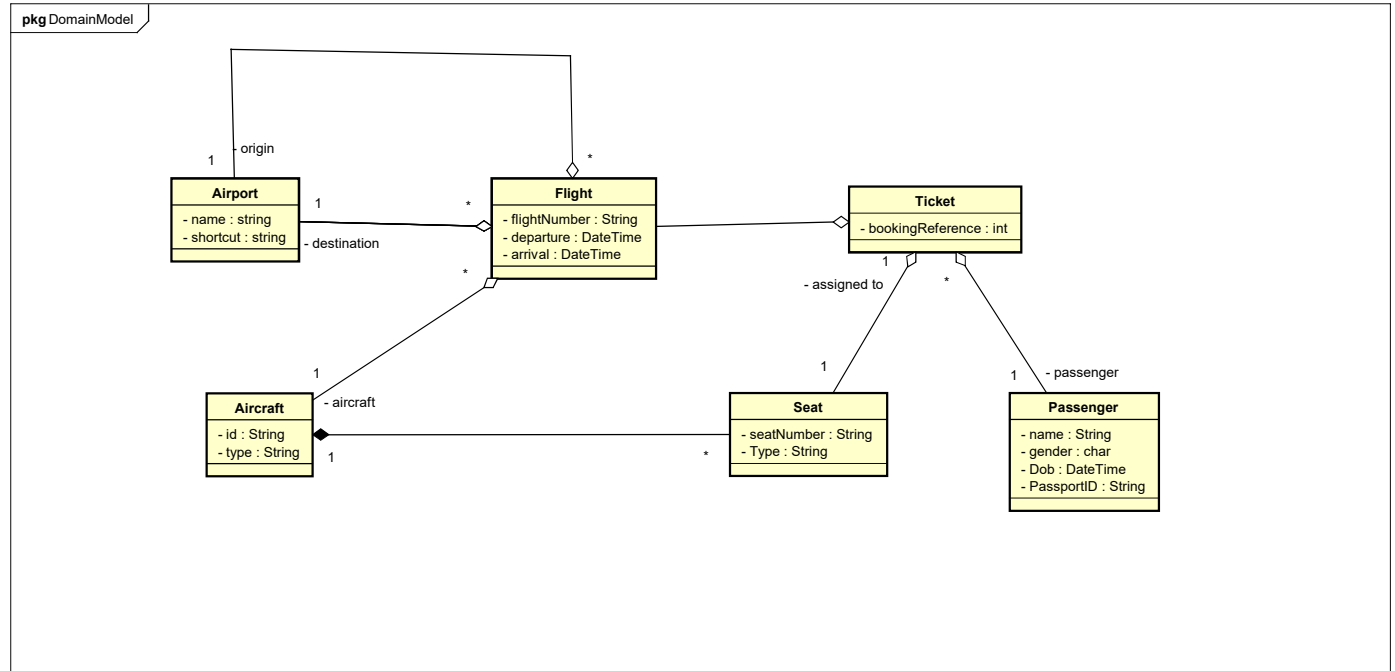 pkg DomainModel
- origin
1
*
Airport
- name : string
- shortcut : string
1
*
- destination
Flight
- flightNumber : String
- departure : DateTime
- arrival : DateTime
*
Ticket
- bookingReference : int
1
*
- assigned to
1
- aircraft
1
1
- passenger
Aircraft
- id : String
- type : String
1
*
Seat
- seatNumber : String
- Type : String
Passenger
- name : String
- gender : char
- Dob : DateTime
- PassportID : String